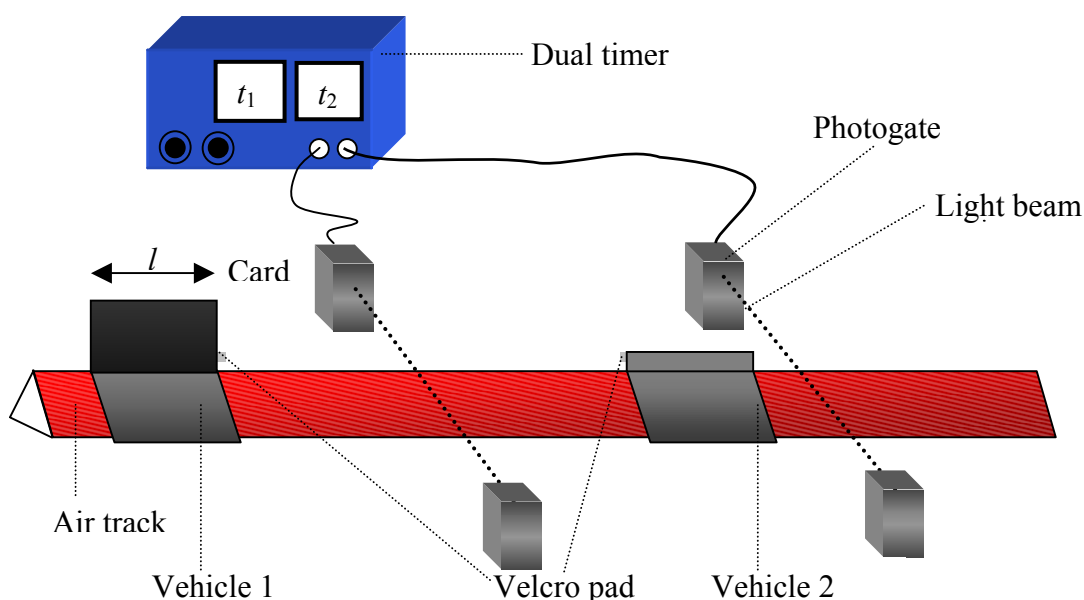 Dual timer
t1 t2
Photogate
Light beam
l Card
Air track
Vehicle 1 Velcro pad Vehicle 2